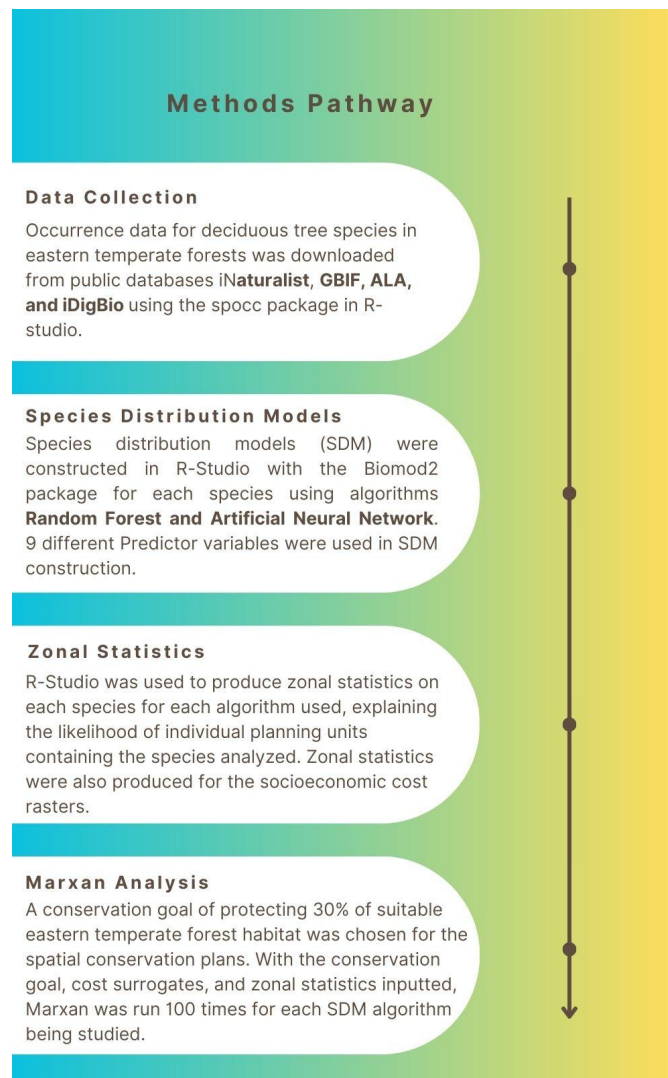 Methods Pathway
Data Collection
Occurrence data for deciduous tree species in
eastern temperate forests was downloaded
from public databases iNaturalist, GBIF, ALA,
and iDigBio using the spocc package in R-
studio.
Species Distribution Models
Species distribution models (SDM) were
constructed in R-Studio with the Biomod2
package for each species using algorithms
Random Forest and Artificial Neural Network.
9 different Predictor variables were used in SDM
construction.
Zonal Statistics
R-Studio was used to produce zonal statistics on
each species for each algorithm used, explaining
the likelihood of individual planning units
containing the species analyzed. Zonal statistics
were also produced for the socioeconomic cost
rasters.
Marxan Analysis
A conservation goal of protecting 30% of suitable
eastern temperate forest habitat was chosen for the
spatial conservation plans. With the conservation
goal, cost surrogates, and zonal statistics inputted,
Marxan was run 100 times for each SDM algorithm
being studied.